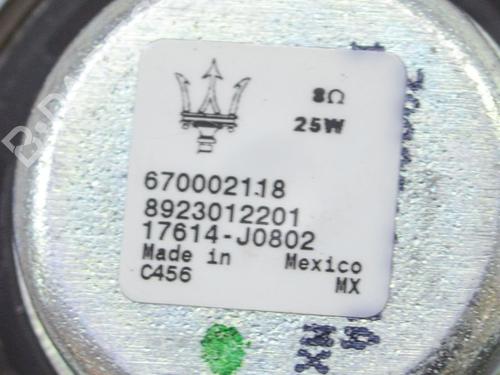 8Ω
25W
670002118
8923012201
17614-J0802
Made in Mexico
C456 MX